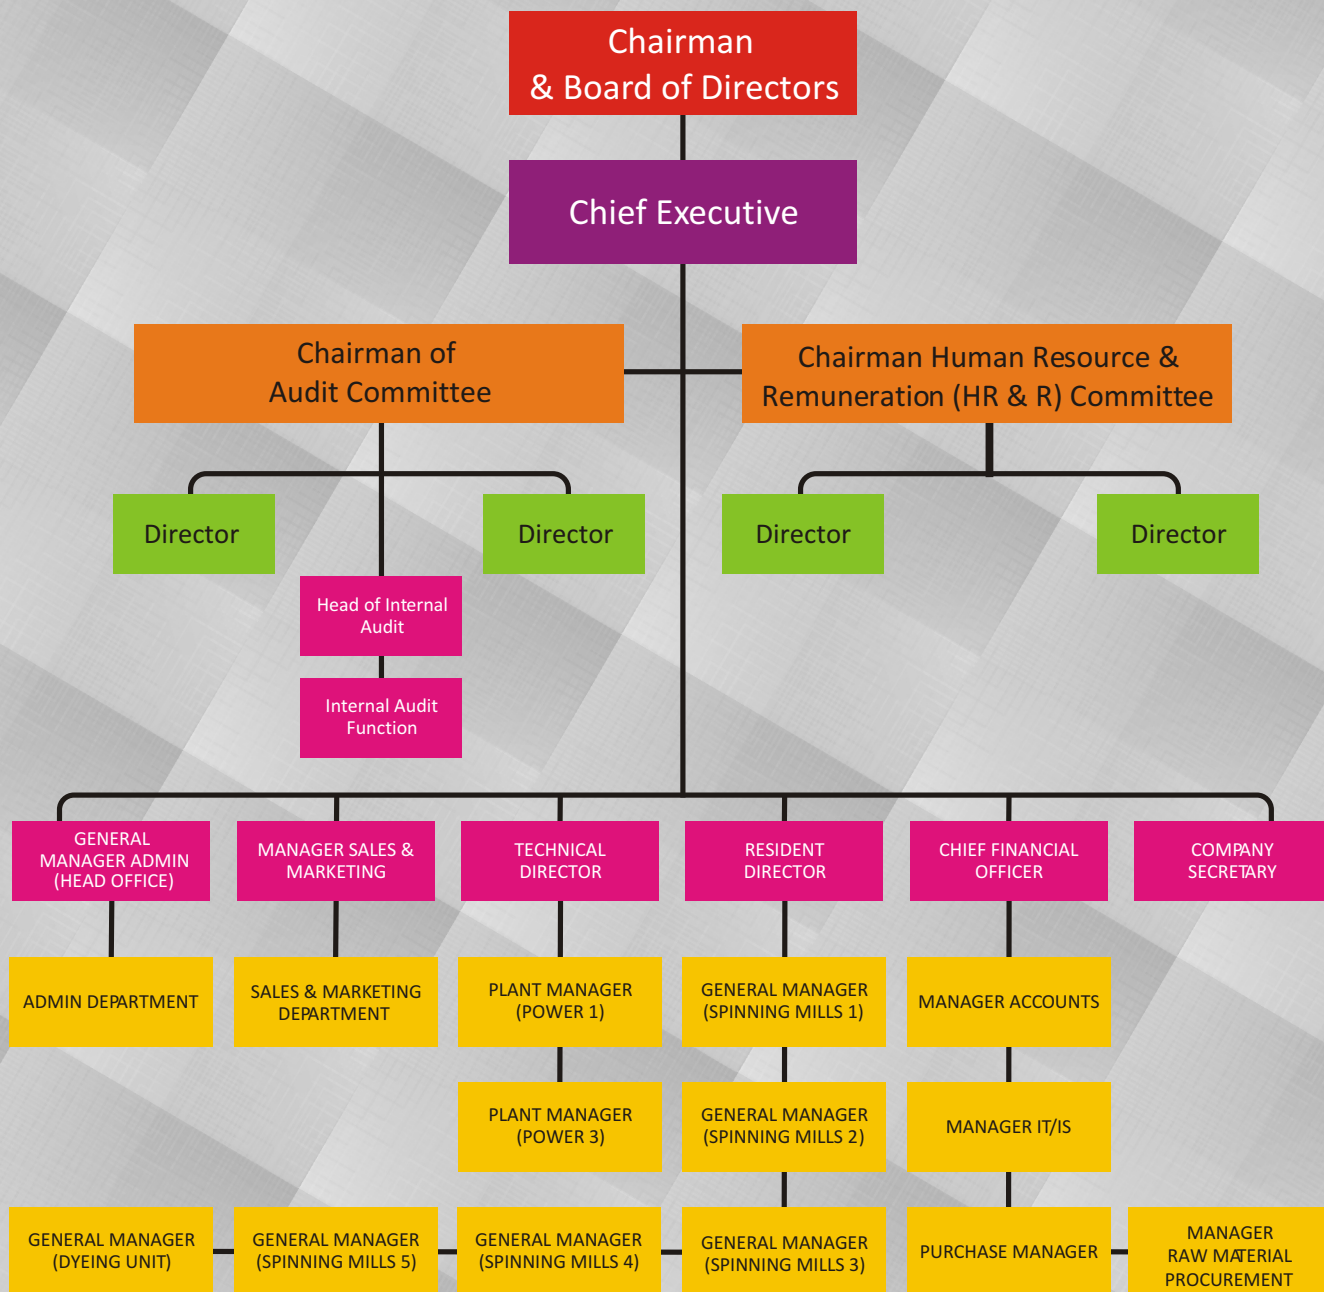 Chairman
& Board of Directors
Chief Executive
Chairman of
Audit Committee
Chairman Human Resource &
Remuneration (HR & R) Committee
Director
Director
Director
Director
Head of Internal
Audit
Internal Audit
Function
GENERAL
MANAGER ADMIN
(HEAD OFFICE)
MANAGER SALES &
MARKETING
TECHNICAL
DIRECTOR
RESIDENT
DIRECTOR
CHIEF FINANCIAL
OFFICER
COMPANY
SECRETARY
ADMIN DEPARTMENT
SALES & MARKETING
DEPARTMENT
PLANT MANAGER
(POWER 1)
GENERAL MANAGER
(SPINNING MILLS 1)
MANAGER ACCOUNTS
PLANT MANAGER
(POWER 3)
GENERAL MANAGER
(SPINNING MILLS 2)
MANAGER IT/IS
GENERAL MANAGER
(DYEING UNIT)
GENERAL MANAGER
(SPINNING MILLS 5)
GENERAL MANAGER
(SPINNING MILLS 4)
GENERAL MANAGER
(SPINNING MILLS 3)
PURCHASE MANAGER
MANAGER
RAW MATERIAL
PROCUREMENT